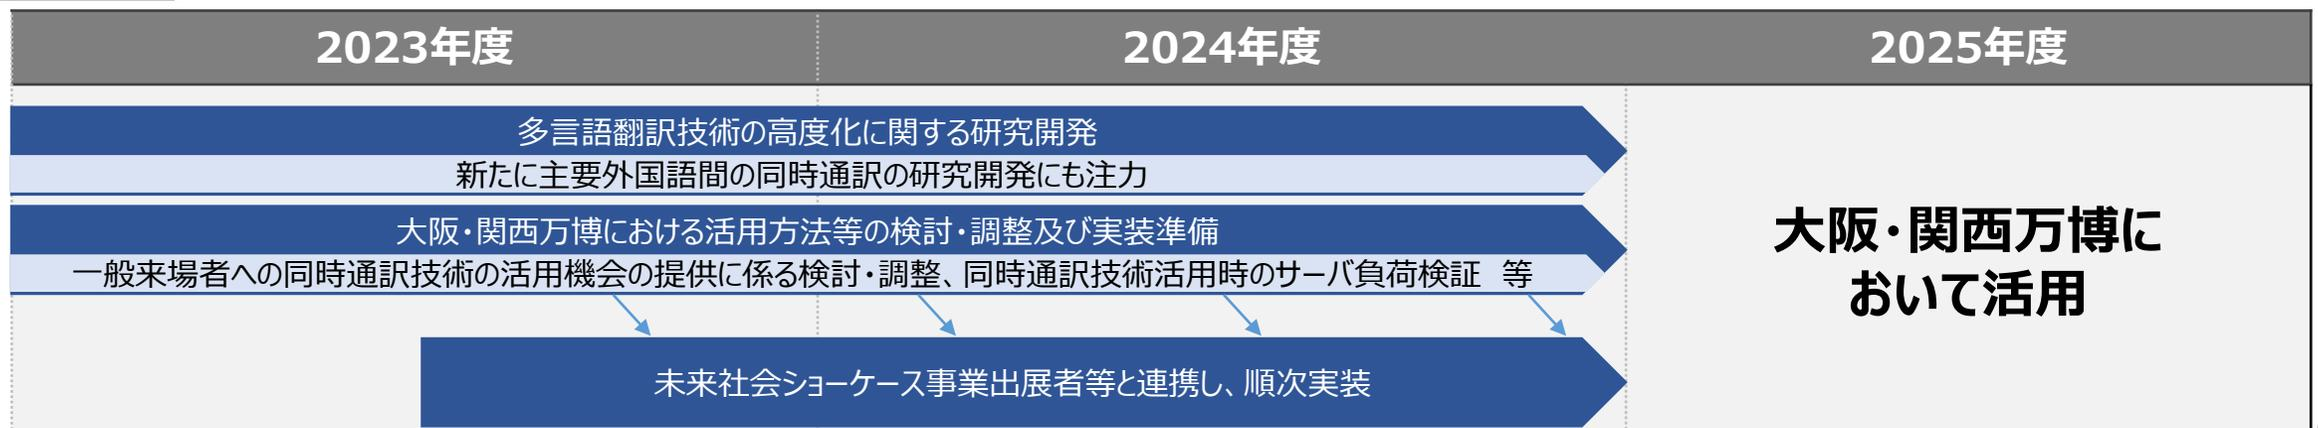 2023年度
2024年度
2025年度
多言語翻訳技術の高度化に関する研究開発
新たに主要外国語間の同時通訳の研究開発にも注力
大阪・関西万博における活用方法等の検討・調整及び実装準備
一般来場者への同時通訳技術の活用機会の提供に係る検討・調整、同時通訳技術活用時のサーバ負荷検証　等
未来社会ショーケース事業出展者等と連携し、順次実装
大阪・関西万博に
おいて活用